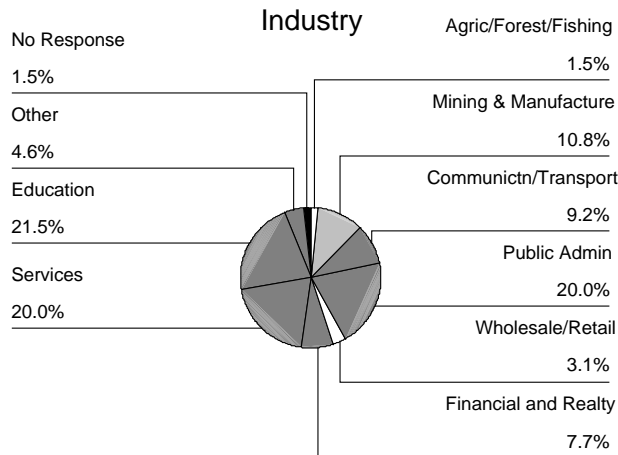 Industry
No Response
1.5%
Other
4.6%
Education
21.5%
Services
20.0%
Agric/Forest/Fishing
1.5%
Mining & Manufacture
10.8%
Communictn/Transport
9.2%
Public Admin
20.0%
Wholesale/Retail
3.1%
Financial and Realty
7.7%